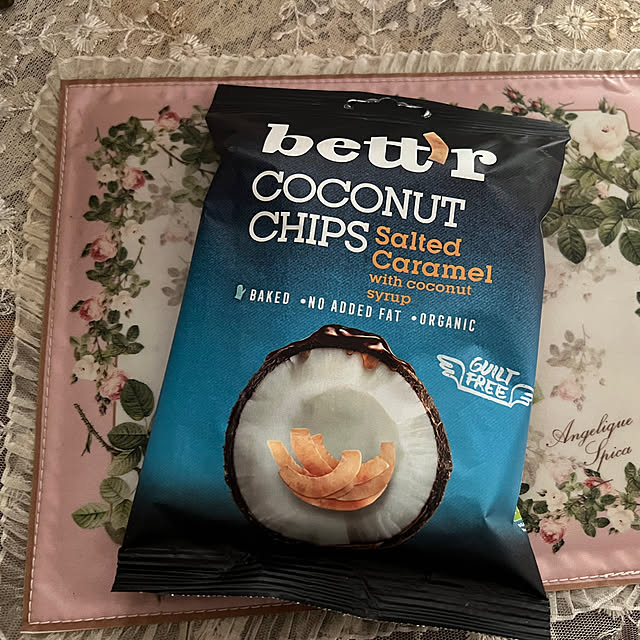 bett'r
COCONUT
CHIPS
Salted
Caramel
with coconut
syrup
BAKED • NO ADDED FAT • ORGANIC
GUILT
FREE
Angelique
Spica